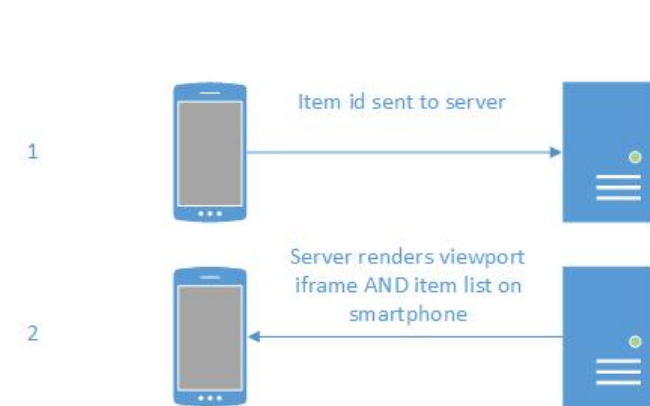 1
Item id sent to server
2
Server renders viewport
iframe AND item list on
smartphone